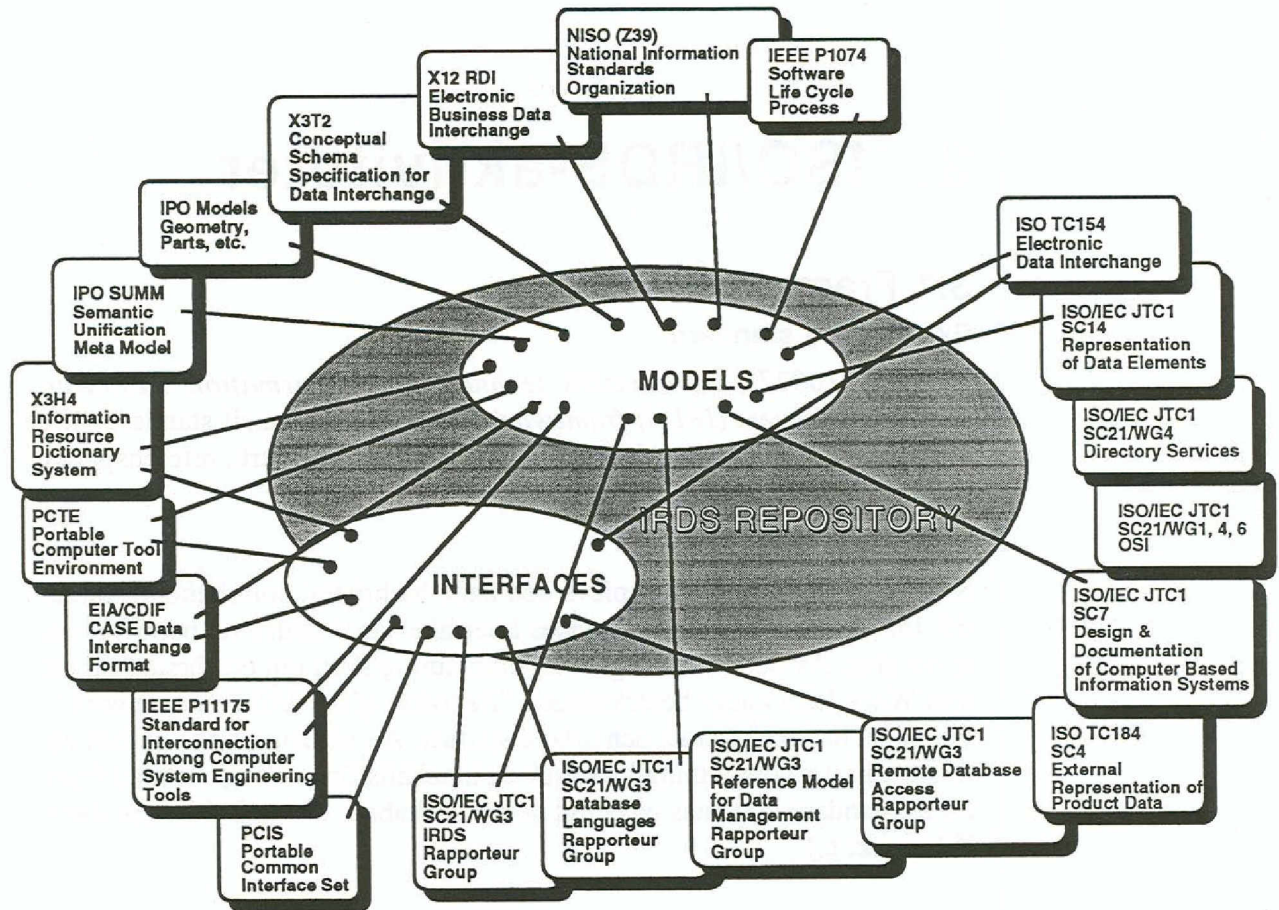 NISO (Z39)
National Information
Standards
Organization
IEEE P1074
Software
Life Cycle
Process
X12 RDI
Electronic
Business Data
Interchange
X3T2
Conceptual
Schema
Specification for
Data Interchange
IPO Models
Geometry,
Parts, etc.
IPO SUMM
Semantic
Unification
Meta Model
X3H4
Information
Resource
Dictionary
System
PCTE
Portable
Computer Tool
Environment
EIA/CDIF
CASE Data
Interchange
Format
IEEE P11175
Standard for
Interconnection
Among Computer
System Engineering
Tools
PCIS
Portable
Common
Interface Set
ISO/IEC JTC1
SC21/WG3
IRDS
Rapporteur
Group
ISO/IEC JTC1
SC21/WG3
Database
Languages
Rapporteur
Group
ISO/IEC JTC1
SC21/WG3
Reference Model
for Data
Management
Rapporteur
Group
ISO/IEC JTC1
SC21/WG3
Remote Database
Access
Rapporteur
Group
ISO TC184
SC4
External
Representation of
Product Data
ISO/IEC JTC1
SC7
Design &
Documentation
of Computer Based
Information Systems
ISO/IEC JTC1
SC21/WG1, 4, 6
OSI
ISO/IEC JTC1
SC21/WG4
Directory Services
ISO/IEC JTC1
SC14
Representation
of Data Elements
ISO TC154
Electronic
Data Interchange
MODELS
IRDS REPOSITORY
INTERFACES